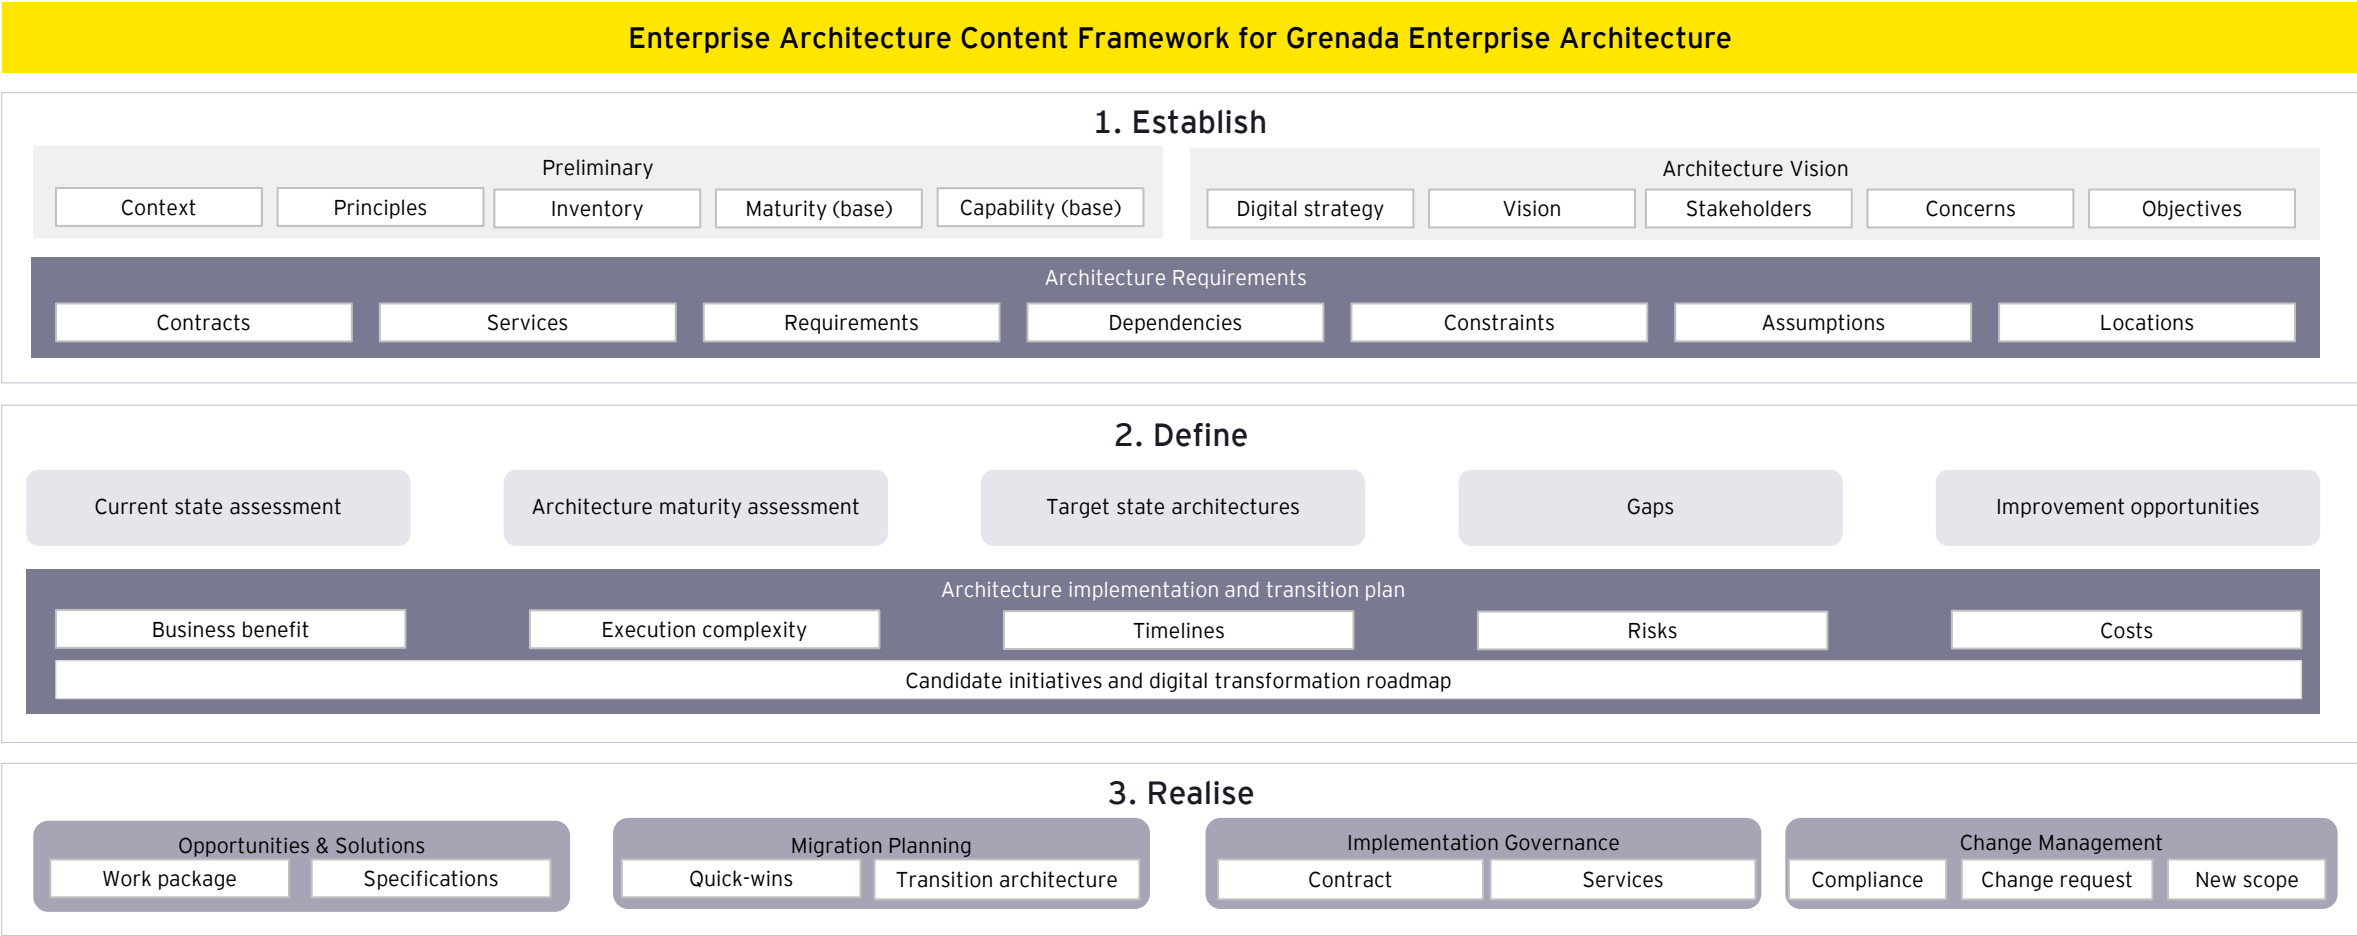 Enterprise Architecture Content Framework for Grenada Enterprise Architecture
1. Establish
Preliminary
Context
Principles
Inventory
Maturity (base)
Capability (base)
Architecture Vision
Digital strategy
Vision
Stakeholders
Concerns
Objectives
Architecture Requirements
Contracts
Services
Requirements
Dependencies
Constraints
Assumptions
Locations
2. Define
Current state assessment
Architecture maturity assessment
Target state architectures
Gaps
Improvement opportunities
Architecture implementation and transition plan
Business benefit
Execution complexity
Timelines
Risks
Costs
Candidate initiatives and digital transformation roadmap
3. Realise
Opportunities & Solutions
Work package
Specifications
Migration Planning
Quick-wins
Transition architecture
Implementation Governance
Contract
Services
Change Management
Compliance
Change request
New scope